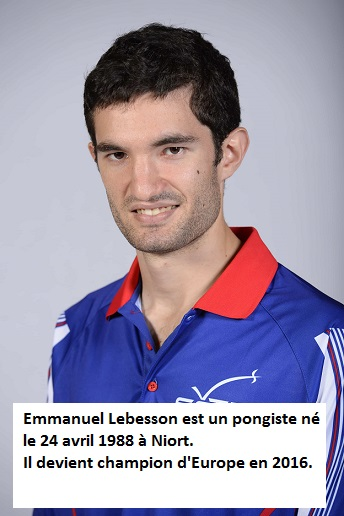 Emmanuel Lebesson est un pongiste né
le 24 avril 1988 à Niort.
Il devient champion d'Europe en 2016.